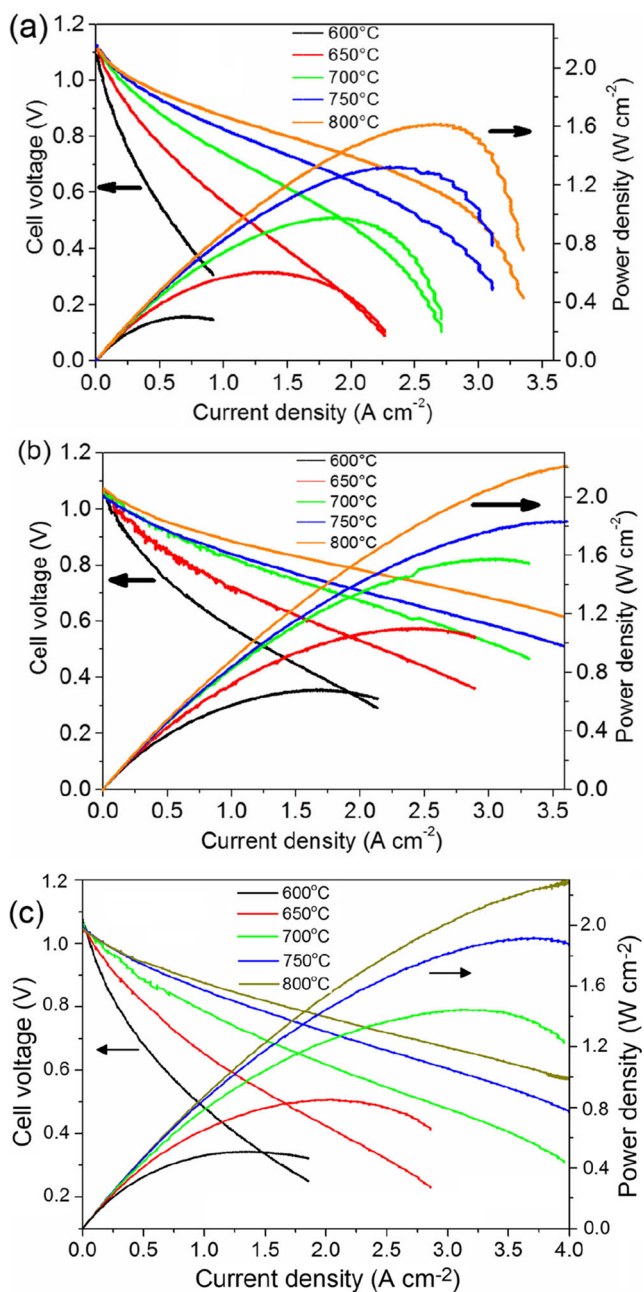 (a)
600°C
650°C
700°C
750°C
800°C
Cell voltage (V)
1.2
1.0
0.8
0.6
0.4
0.2
0.0
Power density (W cm-2)
2.0
1.6
1.2
0.8
0.4
0.0
0.0 0.5 1.0 1.5 2.0 2.5 3.0 3.5
Current density (A cm-2)
(b)
600°C
650°C
700°C
750°C
800°C
Cell voltage (V)
1.2
1.0
0.8
0.6
0.4
0.2
0.0
Power density (W cm-2)
2.0
1.6
1.2
0.8
0.4
0.0
0.0 0.5 1.0 1.5 2.0 2.5 3.0 3.5
Current density (A cm-2)
(c)
600°C
650°C
700°C
750°C
800°C
Cell voltage (V)
1.2
1.0
0.8
0.6
0.4
0.2
Power density (W cm-2)
2.0
1.6
1.2
0.8
0.4
0.0
0.0 0.5 1.0 1.5 2.0 2.5 3.0 3.5 4.0
Current density (A cm-2)